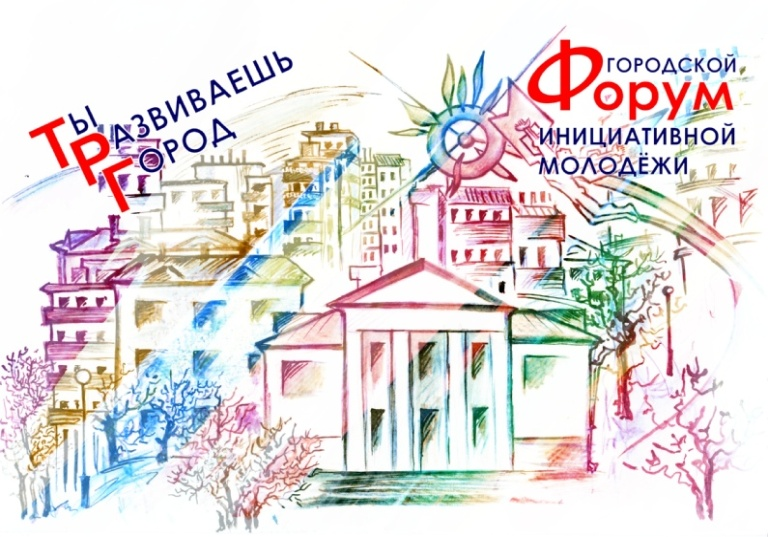 Ты
Развиваешь
Город
Городской
Форум
инициативной
молодёжи